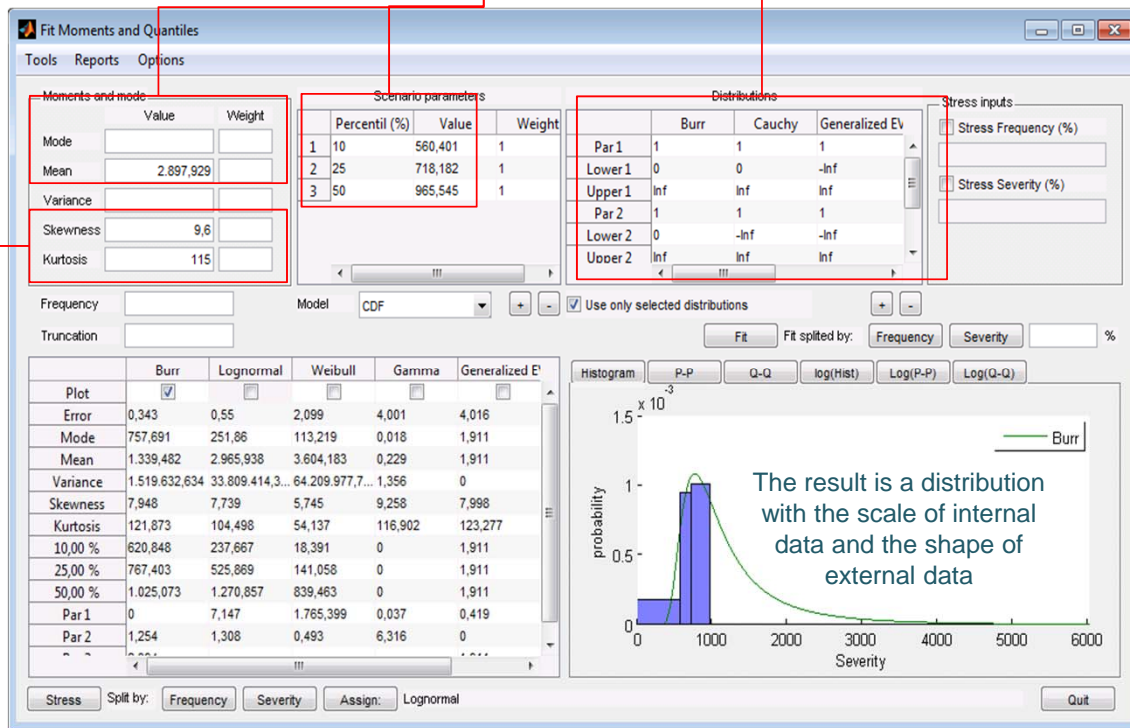 Fit Moments and Quantiles
Tools Reports Options
Moments and mode
Value Weight
Mode
Mean 2.897,929
Variance
Skewness 9,6
Kurtosis 115
Scenario parameters
Percentil (%) Value Weight
1 10 560,401 1
2 25 718,182 1
3 50 965,545 1
Distributions
Burr Cauchy Generalized EV
Par 1 1 1 1
Lower 1 0 0 -Inf
Upper 1 Inf Inf Inf
Par 2 1 1 1
Lower 2 0 -Inf -Inf
Upper 2 Inf Inf Inf
Stress inputs
Stress Frequency (%)
Stress Severity (%)
Frequency
Truncation
Model CDF + -
Use only selected distributions + -
Fit Fit splited by: Frequency Severity %
Burr Lognormal Weibull Gamma Generalized E
Plot
Error 0,343 0,55 2,099 4,001 4,016
Mode 757,691 251,86 113,219 0,018 1,911
Mean 1.339,482 2.965,938 3.604,183 0,229 1,911
Variance 1.519.632,634 33.809.414,3... 64.209.977,7... 1,356 0
Skewness 7,948 7,739 5,745 9,258 7,998
Kurtosis 121,873 104,498 54,137 116,902 123,277
10,00 % 620,848 237,667 18,391 0 1,911
25,00 % 767,403 525,869 141,058 0 1,911
50,00 % 1.025,073 1.270,857 839,463 0 1,911
Par 1 0 7,147 1.765,399 0,037 0,419
Par 2 1,254 1,308 0,493 6,316 0
Histogram P-P Q-Q log(Hist) Log(P-P) Log(Q-Q)
x 10 -3
1.5
1
0.5
0
probability
Burr
The result is a distribution
with the scale of internal
data and the shape of
external data
0 1000 2000 3000 4000 5000 6000
Severity
Stress Split by: Frequency Severity Assign: Lognormal
Quit